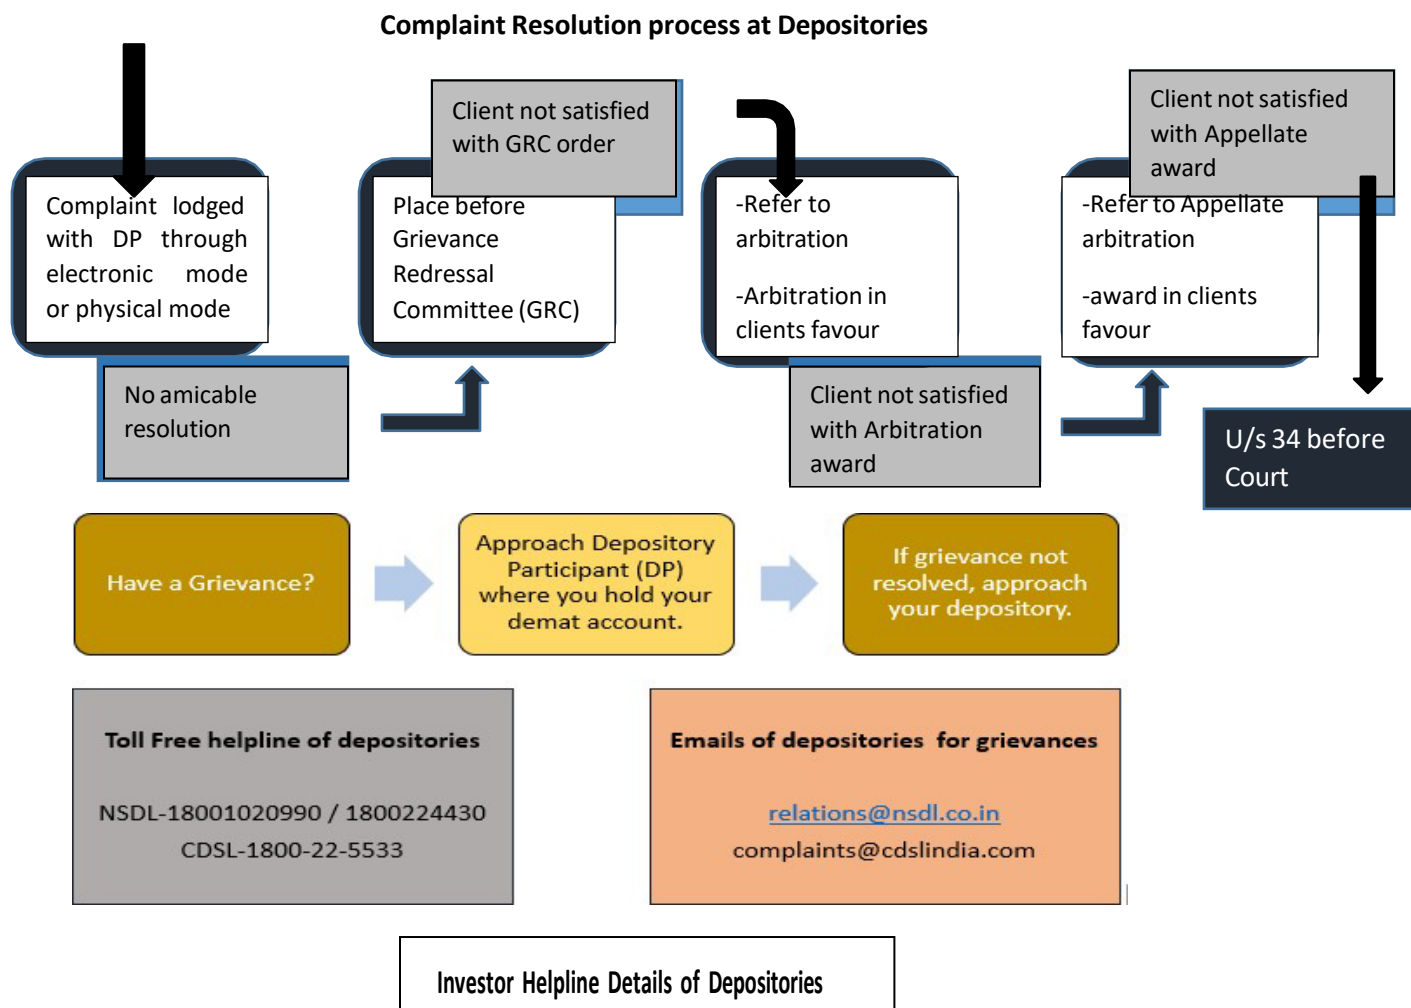 Complaint Resolution process at Depositories
Complaint lodged
with DP through
electronic mode
or physical mode
No amicable
resolution
Place before
Grievance
Redressal
Committee (GRC)
Client not satisfied
with GRC order
-Refer to
arbitration
-Arbitration in
clients favour
Client not satisfied
with Arbitration
award
-Refer to Appellate
arbitration
-award in clients
favour
Client not satisfied
with Appellate
award
U/s 34 before
Court
Have a Grievance?
Approach Depository
Participant (DP)
where you hold your
demat account.
If grievance not
resolved, approach
your depository.
Toll Free helpline of depositories
NSDL-18001020990 / 1800224430
CDSL-1800-22-5533
Emails of depositories for grievances
relations@nsdl.co.in
complaints@cdslindia.com
Investor Helpline Details of Depositories